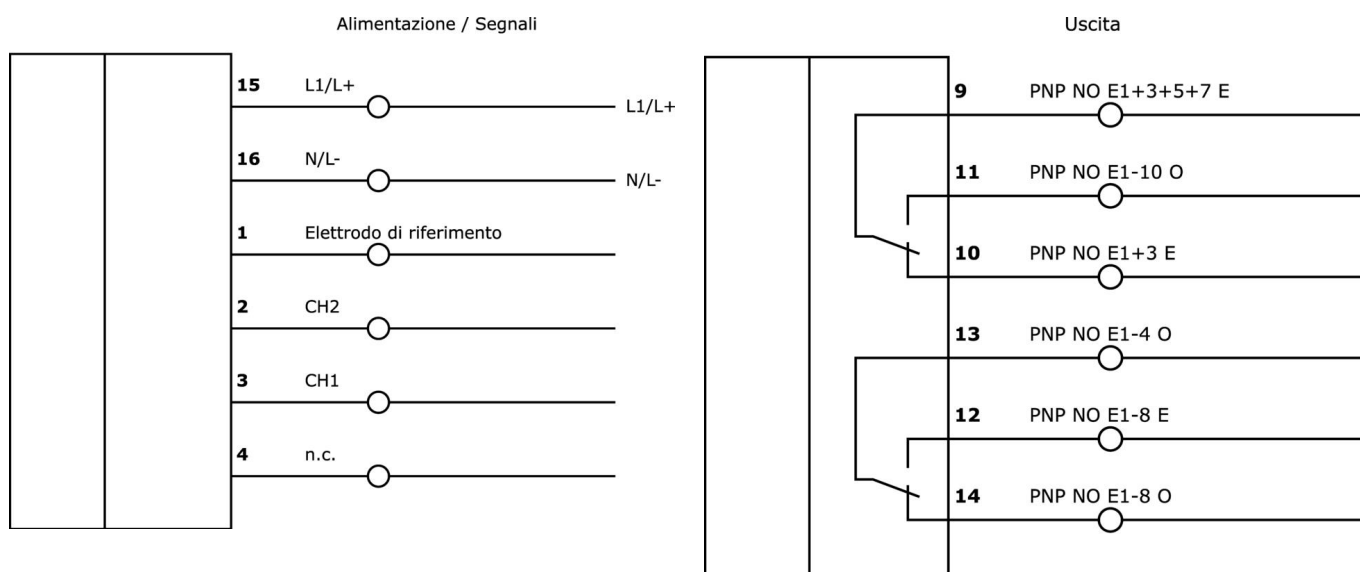 Alimentazione / Segnali
15 L1/L+
L1/L+
16 N/L-
N/L-
1 Elettrodo di riferimento
2 CH2
3 CH1
4 n.c.
Uscita
9 PNP NO E1+3+5+7 E
11 PNP NO E1-10 O
10 PNP NO E1+3 E
13 PNP NO E1-4 O
12 PNP NO E1-8 E
14 PNP NO E1-8 O